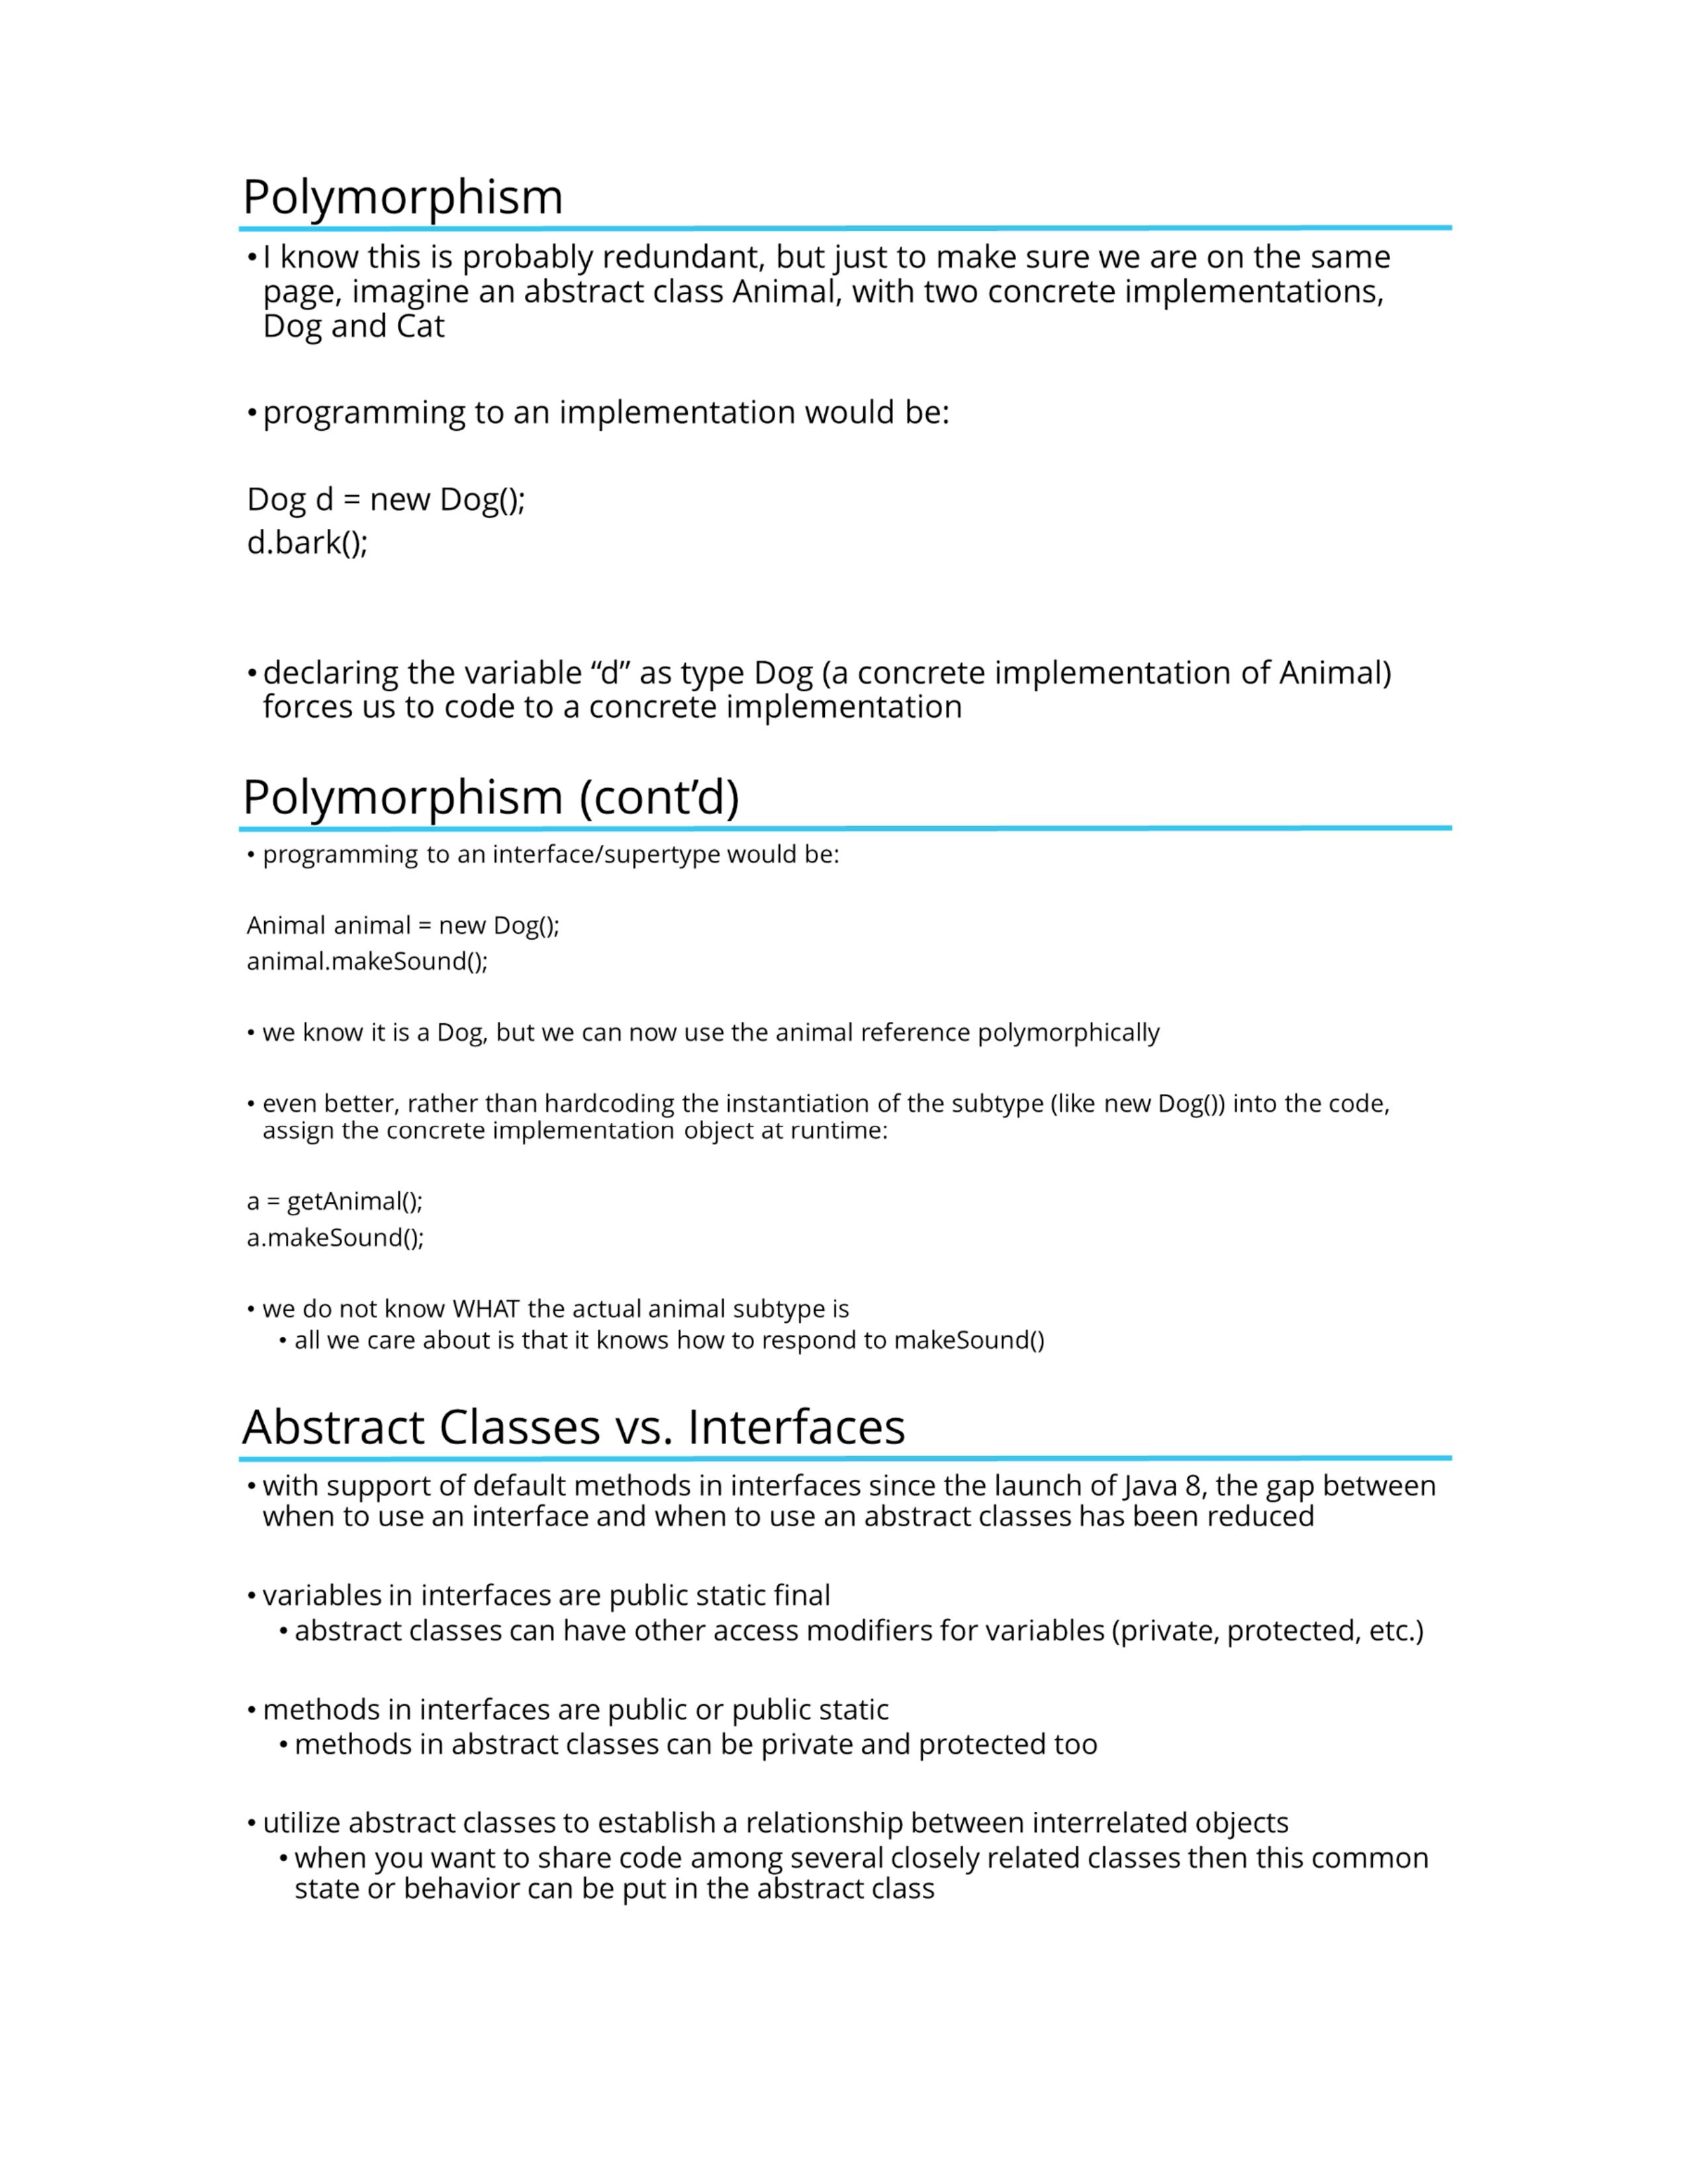 Polymorphism
• I know this is probably redundant, but just to make sure we are on the same
page, imagine an abstract class Animal, with two concrete implementations,
Dog and Cat
• programming to an implementation would be:
Dog d = new Dog();
d.bark();
• declaring the variable “d” as type Dog (a concrete implementation of Animal)
forces us to code to a concrete implementation
Polymorphism (cont’d)
• programming to an interface/supertype would be:
Animal animal = new Dog();
animal.makeSound();
• we know it is a Dog, but we can now use the animal reference polymorphically
• even better, rather than hardcoding the instantiation of the subtype (like new Dog()) into the code,
assign the concrete implementation object at runtime:
a = getAnimal();
a.makeSound();
• we do not know WHAT the actual animal subtype is
• all we care about is that it knows how to respond to makeSound()
Abstract Classes vs. Interfaces
• with support of default methods in interfaces since the launch of Java 8, the gap between
when to use an interface and when to use an abstract classes has been reduced
• variables in interfaces are public static final
• abstract classes can have other access modifiers for variables (private, protected, etc.)
• methods in interfaces are public or public static
• methods in abstract classes can be private and protected too
• utilize abstract classes to establish a relationship between interrelated objects
• when you want to share code among several closely related classes then this common
state or behavior can be put in the abstract class